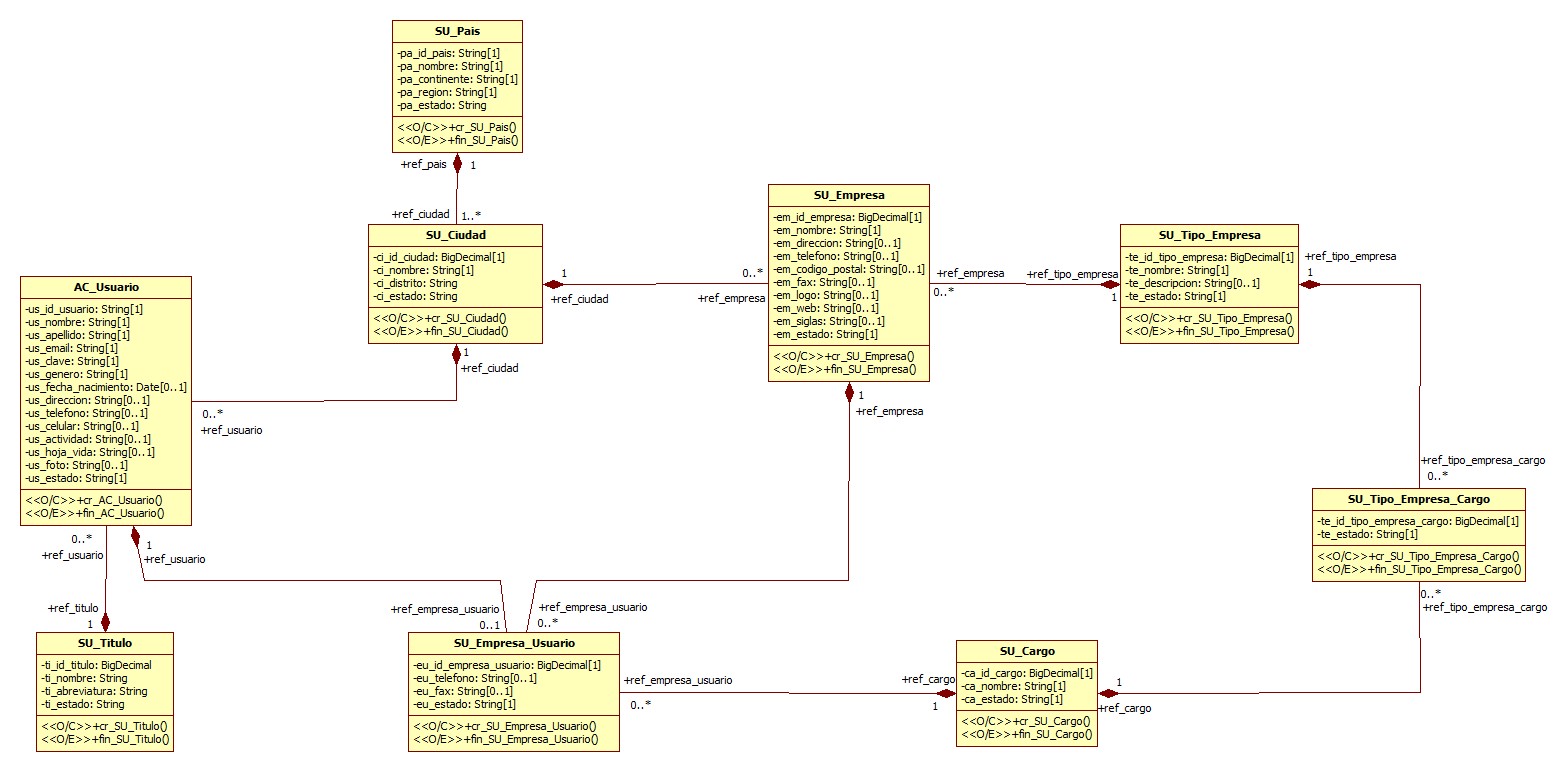 SU_Pais
-pa_id_pais: String[1]
-pa_nombre: String[1]
-pa_continente: String[1]
-pa_region: String[1]
-pa_estado: String
<<O/C>>+cr_SU_Pais()
<<O/E>>+fin_SU_Pais()
+ref_pais
1
+ref_ciudad
1..*
SU_Ciudad
-ci_id_ciudad: BigDecimal[1]
-ci_nombre: String[1]
-ci_distrito: String
-ci_estado: String
<<O/C>>+cr_SU_Ciudad()
<<O/E>>+fin_SU_Ciudad()
1
+ref_ciudad
0..*
+ref_empresa
1
+ref_ciudad
SU_Empresa
-em_id_empresa: BigDecimal[1]
-em_nombre: String[1]
-em_direccion: String[0..1]
-em_telefono: String[0..1]
-em_codigo_postal: String[0..1]
-em_fax: String[0..1]
-em_logo: String[0..1]
-em_web: String[0..1]
-em_siglas: String[0..1]
-em_estado: String[1]
<<O/C>>+cr_SU_Empresa()
<<O/E>>+fin_SU_Empresa()
+ref_empresa
0..*
+ref_tipo_empresa
1
1
+ref_empresa
SU_Tipo_Empresa
-te_id_tipo_empresa: BigDecimal[1]
-te_nombre: String[1]
-te_descripcion: String[0..1]
-te_estado: String[1]
<<O/C>>+cr_SU_Tipo_Empresa()
<<O/E>>+fin_SU_Tipo_Empresa()
+ref_tipo_empresa
1
AC_Usuario
-us_id_usuario: String[1]
-us_nombre: String[1]
-us_apellido: String[1]
-us_email: String[1]
-us_clave: String[1]
-us_genero: String[1]
-us_fecha_nacimiento: Date[0..1]
-us_direccion: String[0..1]
-us_telefono: String[0..1]
-us_celular: String[0..1]
-us_actividad: String[0..1]
-us_hoja_vida: String[0..1]
-us_foto: String[0..1]
-us_estado: String[1]
<<O/C>>+cr_AC_Usuario()
<<O/E>>+fin_AC_Usuario()
0..*
+ref_usuario
0..*
+ref_usuario
1
+ref_usuario
+ref_tipo_empresa_cargo
0..*
SU_Tipo_Empresa_Cargo
-te_id_tipo_empresa_cargo: BigDecimal[1]
-te_estado: String[1]
<<O/C>>+cr_SU_Tipo_Empresa_Cargo()
<<O/E>>+fin_SU_Tipo_Empresa_Cargo()
0..*
+ref_tipo_empresa_cargo
+ref_titulo
1
SU_Titulo
-ti_id_titulo: BigDecimal
-ti_nombre: String
-ti_abreviatura: String
-ti_estado: String
<<O/C>>+cr_SU_Titulo()
<<O/E>>+fin_SU_Titulo()
+ref_empresa_usuario
0..1
+ref_empresa_usuario
0..*
SU_Empresa_Usuario
-eu_id_empresa_usuario: BigDecimal[1]
-eu_telefono: String[0..1]
-eu_fax: String[0..1]
-eu_estado: String[1]
<<O/C>>+cr_SU_Empresa_Usuario()
<<O/E>>+fin_SU_Empresa_Usuario()
+ref_empresa_usuario
0..*
+ref_cargo
1
SU_Cargo
-ca_id_cargo: BigDecimal[1]
-ca_nombre: String[1]
-ca_estado: String[1]
<<O/C>>+cr_SU_Cargo()
<<O/E>>+fin_SU_Cargo()
1
+ref_cargo